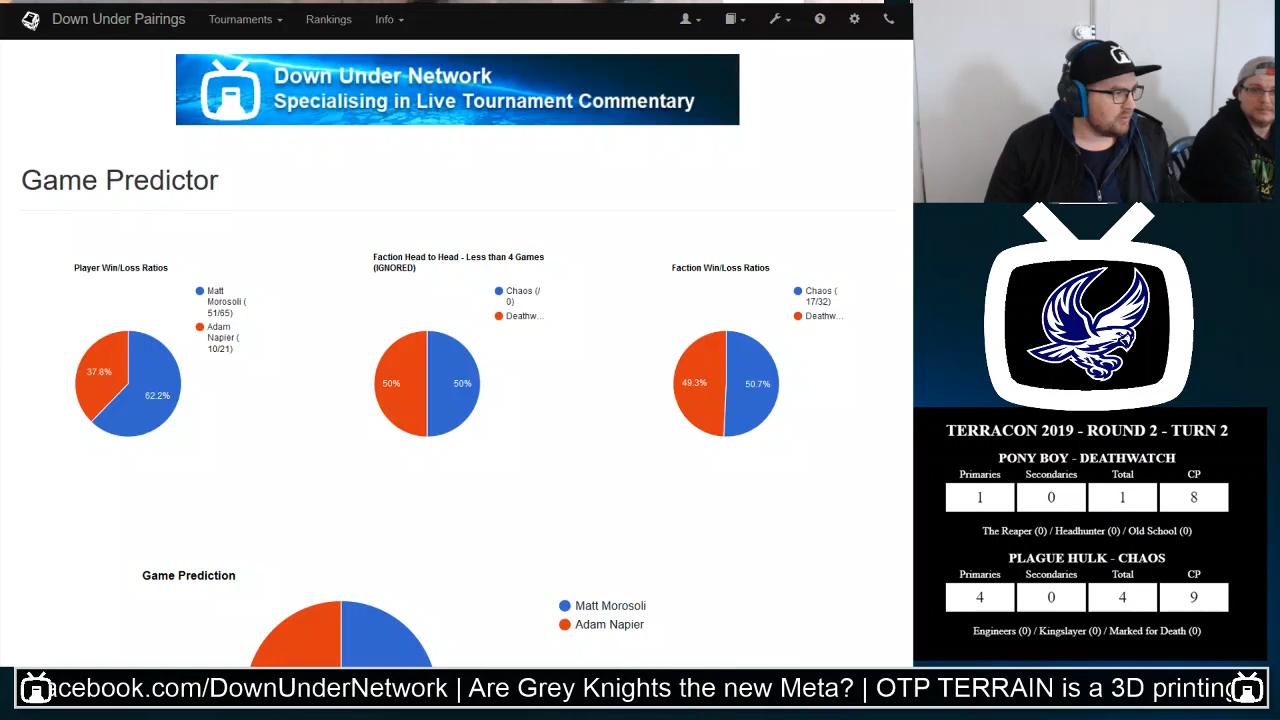 Down Under Pairings Tournaments Rankings Info
Down Under Network
Specialising in Live Tournament Commentary
Game Predictor
Player Win/Loss Ratios
Matt
Morosoli (
51/65)
Adam
Napier (
10/21)
37.8%
62.2%
Faction Head to Head - Less than 4 Games
(IGNORED)
Chaos (/
0)
Deathw...
50%
50%
Faction Win/Loss Ratios
Chaos (
17/32)
Deathw...
49.3%
50.7%
Game Prediction
Matt Morosoli
Adam Napier
TERRACON 2019 - ROUND 2 - TURN 2
PONY BOY - DEATHWATCH
Primaries Secondaries Total CP
1 0 1 8
The Reaper (0) / Headhunter (0) / Old School (0)
PLAGUE HULK - CHAOS
Primaries Secondaries Total CP
4 0 4 9
Engineers (0) / Kingslayer (0) / Marked for Death (0)
acebook.com/DownUnderNetwork | Are Grey Knights the new Meta? | OTP TERRAIN is a 3D printing